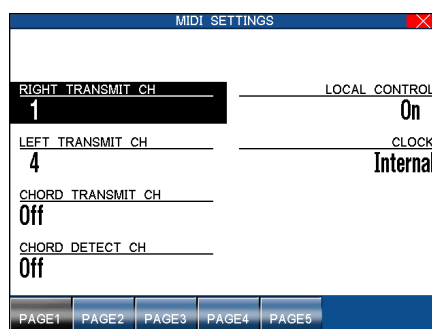 MIDI SETTINGS
RIGHT TRANSMIT CH
1
LEFT TRANSMIT CH
4
CHORD TRANSMIT CH
Off
CHORD DETECT CH
Off
LOCAL CONTROL
On
CLOCK
Internal
PAGE1 PAGE2 PAGE3 PAGE4 PAGE5